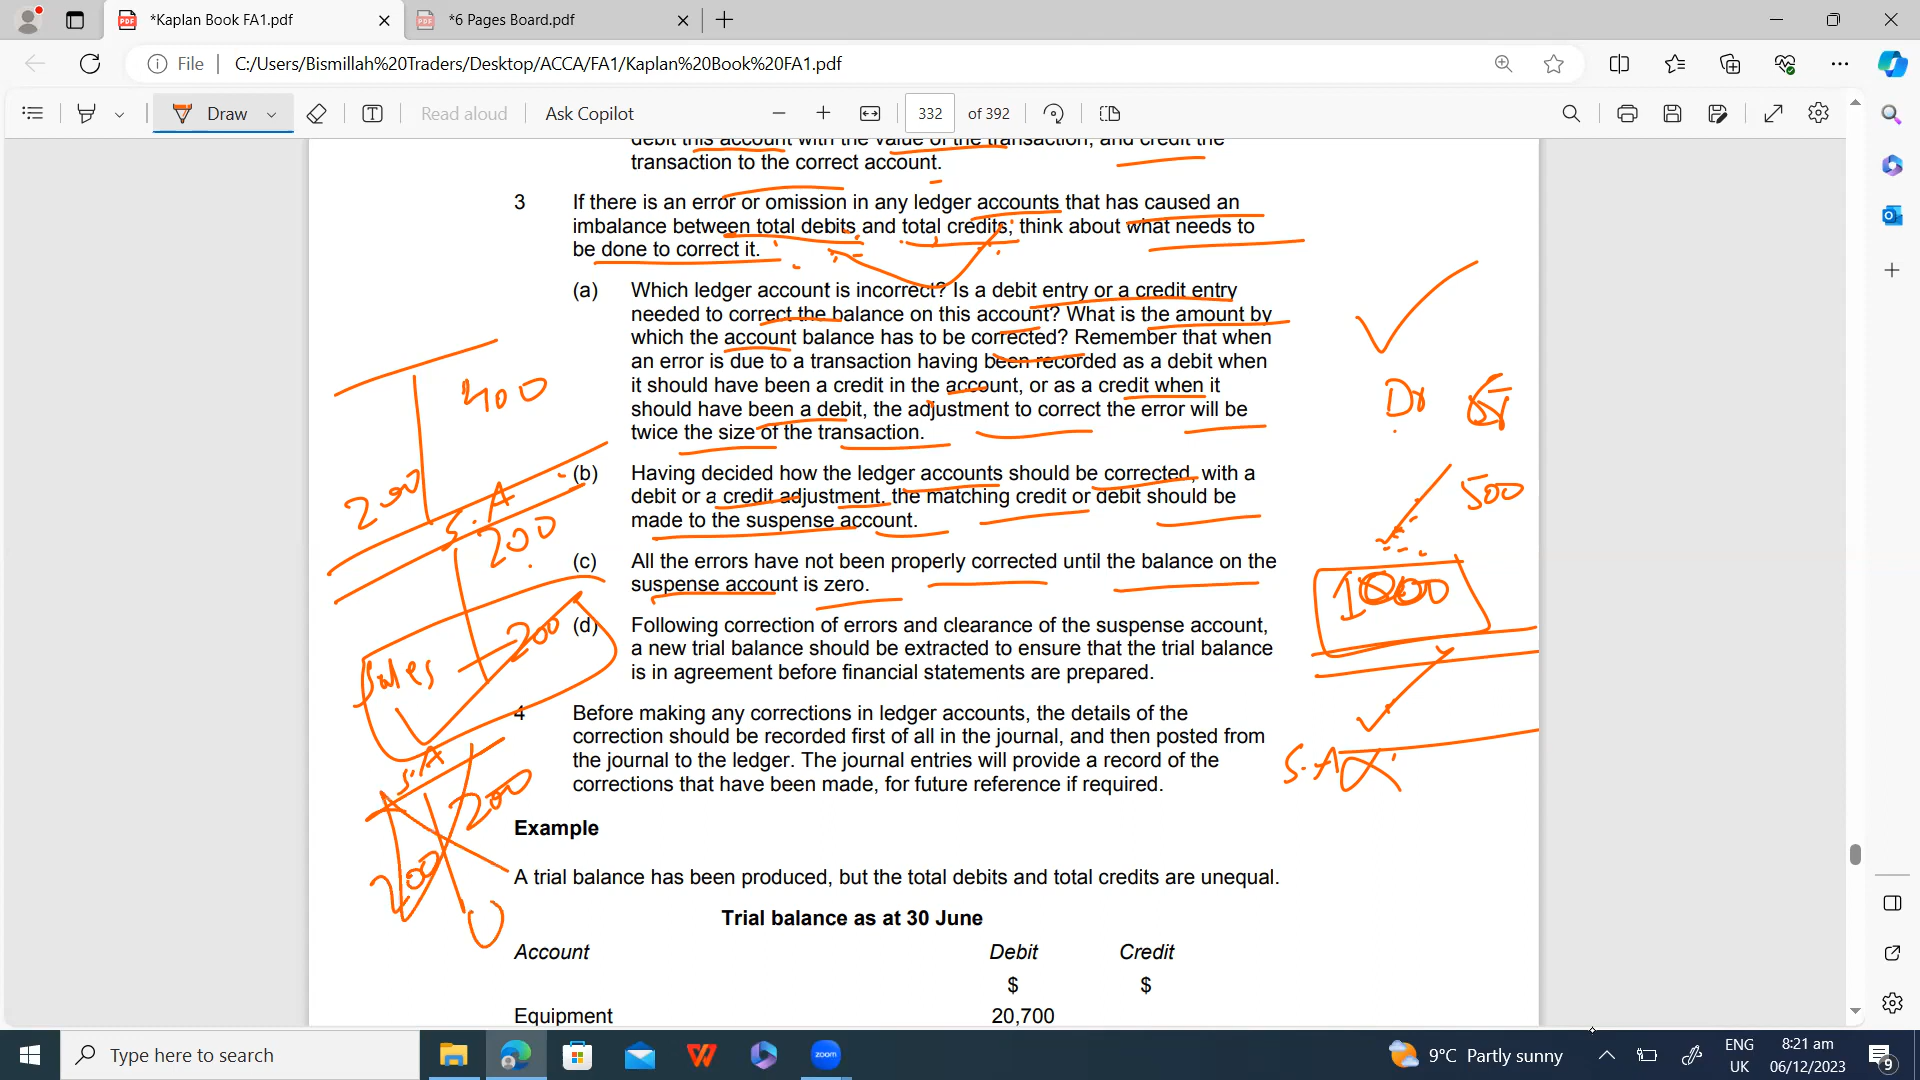 *Kaplan Book FA1.pdf
*6 Pages Board.pdf
File
C:/Users/Bismillah%20Traders/Desktop/ACCA/FA1/Kaplan%20Book%20FA1.pdf
Draw
Read aloud
Ask Copilot
332
of 392
debit this account with the value of the transaction, and credit the
transaction to the correct account.
3 If there is an error or omission in any ledger accounts that has caused an
imbalance between total debits and total credits, think about what needs to
be done to correct it.
(a) Which ledger account is incorrect? Is a debit entry or a credit entry
needed to correct the balance on this account? What is the amount by
which the account balance has to be corrected? Remember that when
an error is due to a transaction having been recorded as a debit when
it should have been a credit in the account, or as a credit when it
should have been a debit, the adjustment to correct the error will be
twice the size of the transaction.
(b) Having decided how the ledger accounts should be corrected, with a
debit or a credit adjustment, the matching credit or debit should be
made to the suspense account.
(c) All the errors have not been properly corrected until the balance on the
suspense account is zero.
(d) Following correction of errors and clearance of the suspense account,
a new trial balance should be extracted to ensure that the trial balance
is in agreement before financial statements are prepared.
4 Before making any corrections in ledger accounts, the details of the
correction should be recorded first of all in the journal, and then posted from
the journal to the ledger. The journal entries will provide a record of the
corrections that have been made, for future reference if required.
Example
A trial balance has been produced, but the total debits and total credits are unequal.
Trial balance as at 30 June
Account Debit Credit
$ $
Equipment 20,700
400
200
S.A
200
Sales 200
S.A
200
200
0
Dr
500
1000
S.A
Type here to search
zoom
9°C Partly sunny
ENG
UK
8:21 am
06/12/2023
9